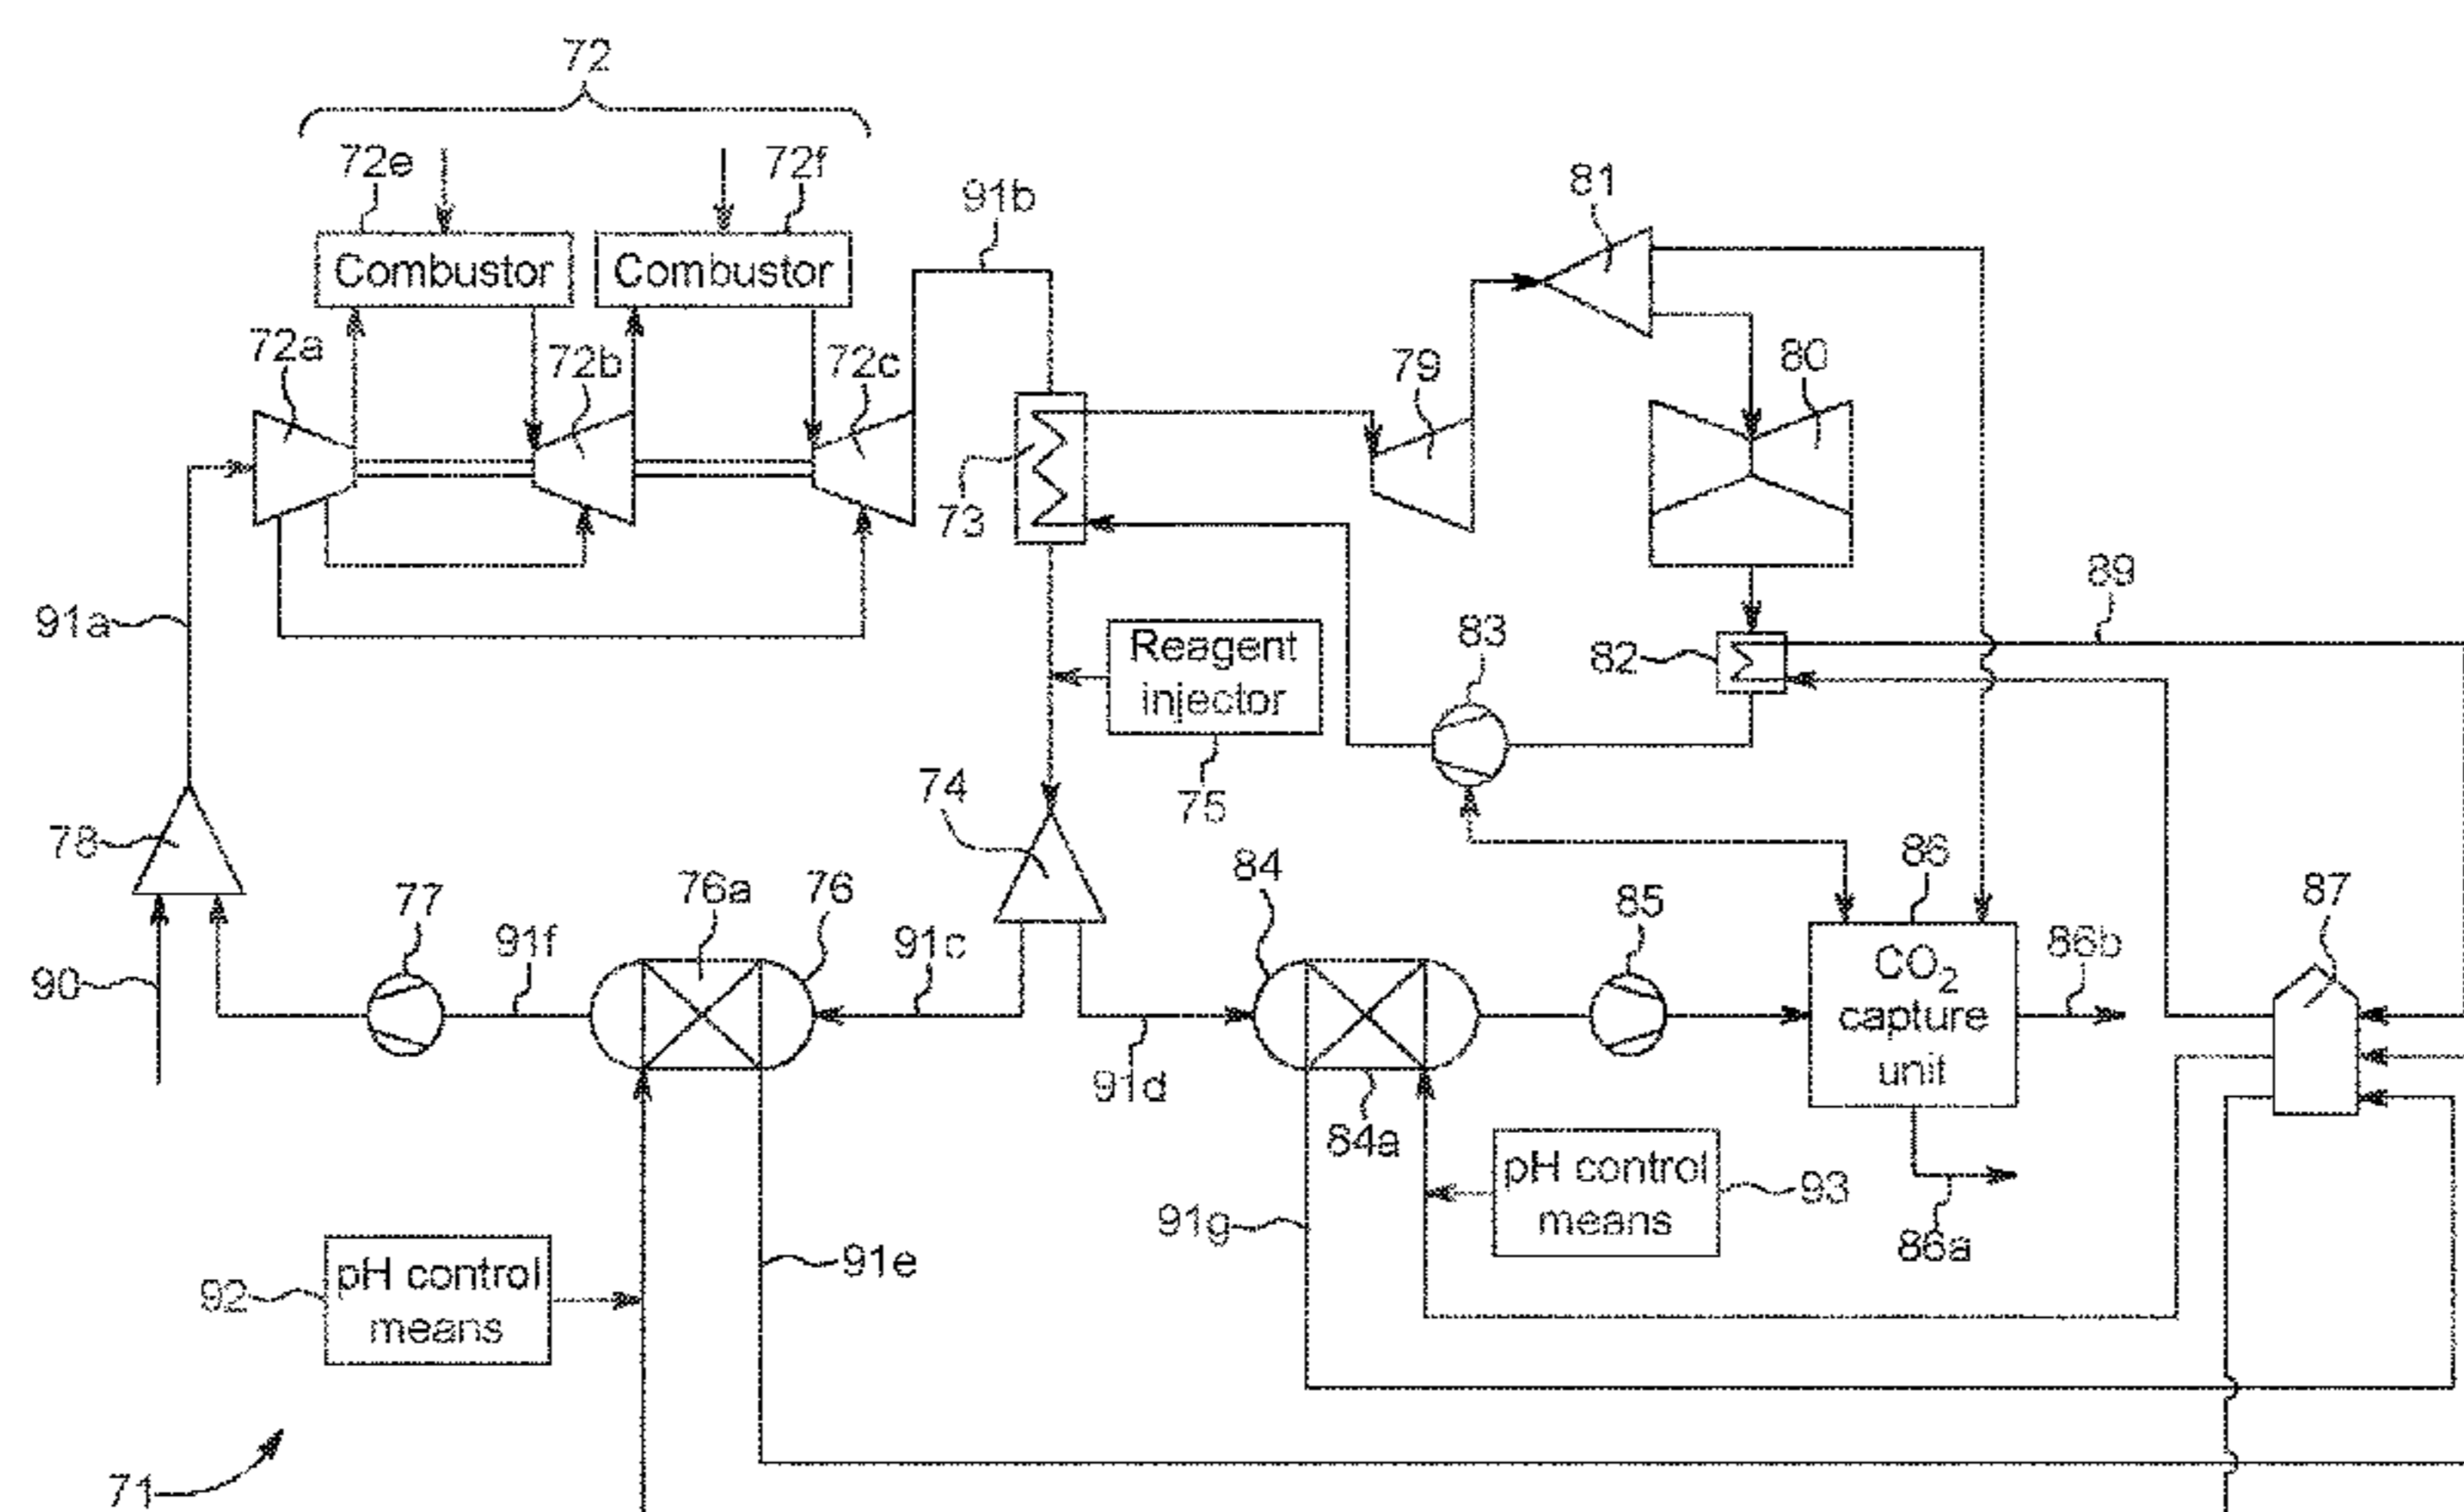 72
72e
72f
91b
81
Combustor
Combustor
72a
72b
72c
79
80
73
89
91a
Reagent
injector
83
82
78
74
75
86
87
76a
76
84
85
77
91f
91c
CO2
capture
unit
86b
90
91d
84a
pH control
means
93
91g
86a
91e
92
pH control
means
71